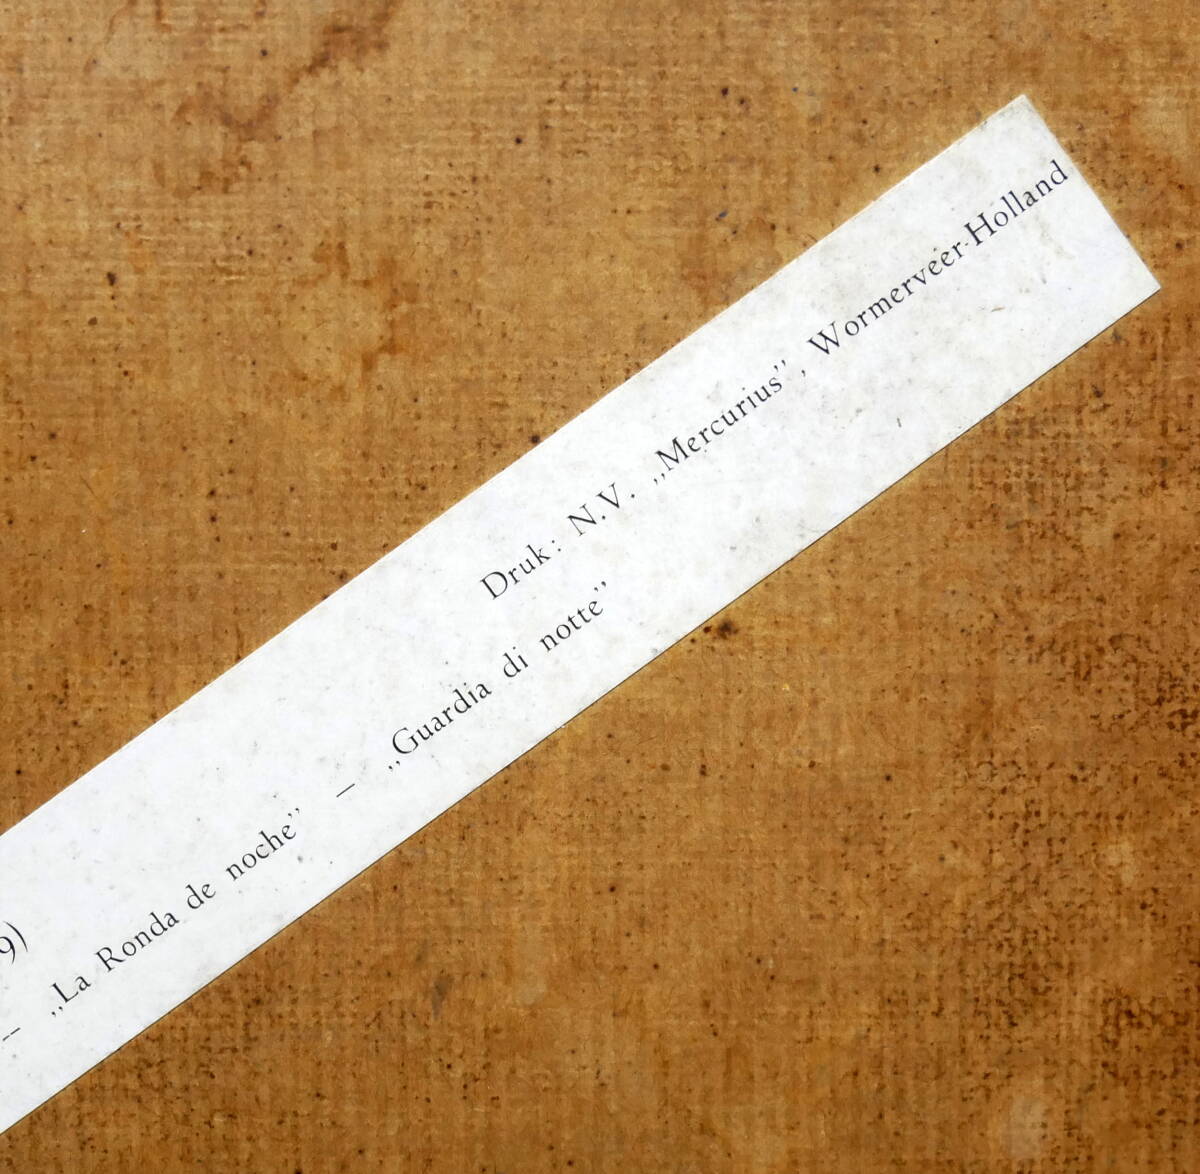 9)
Druk: N.V. „Mercurius”, Wormerveer-Holland
— „La Ronda de noche” — „Guardia di notte”